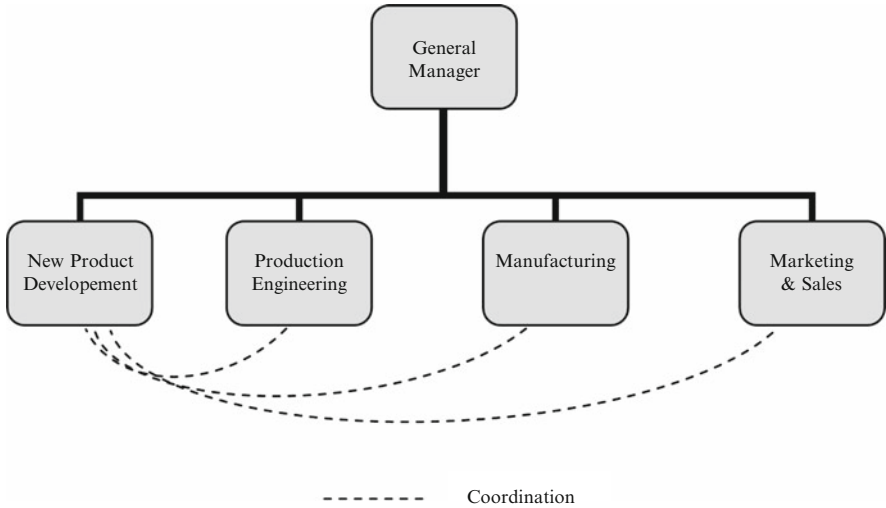 General
Manager
New Product
Developement
Production
Engineering
Manufacturing
Marketing
& Sales
Coordination